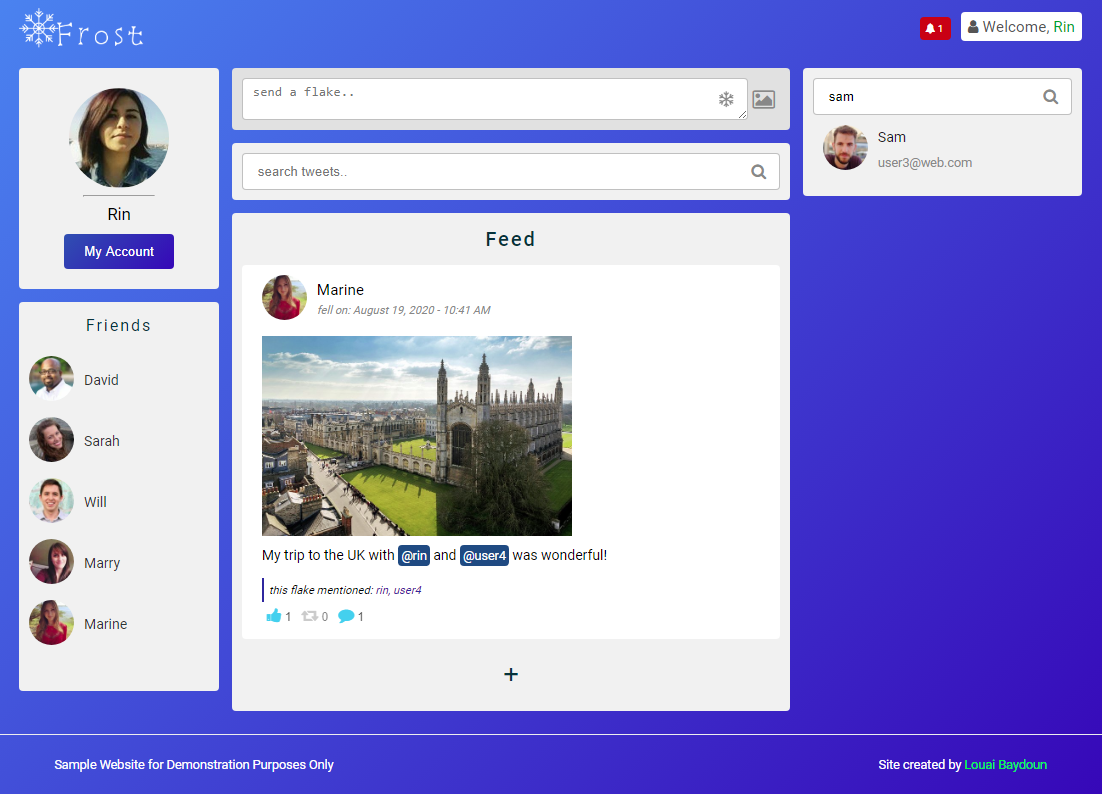 Frost
1
Welcome, Rin
Rin
My Account
Friends
David
Sarah
Will
Marry
Marine
send a flake..
search tweets..
Feed
Marine
fell on: August 19, 2020 - 10:41 AM
My trip to the UK with @rin and @user4 was wonderful!
this flake mentioned: rin, user4
1 0 1
+
sam
Sam
user3@web.com
Sample Website for Demonstration Purposes Only
Site created by Louai Baydoun